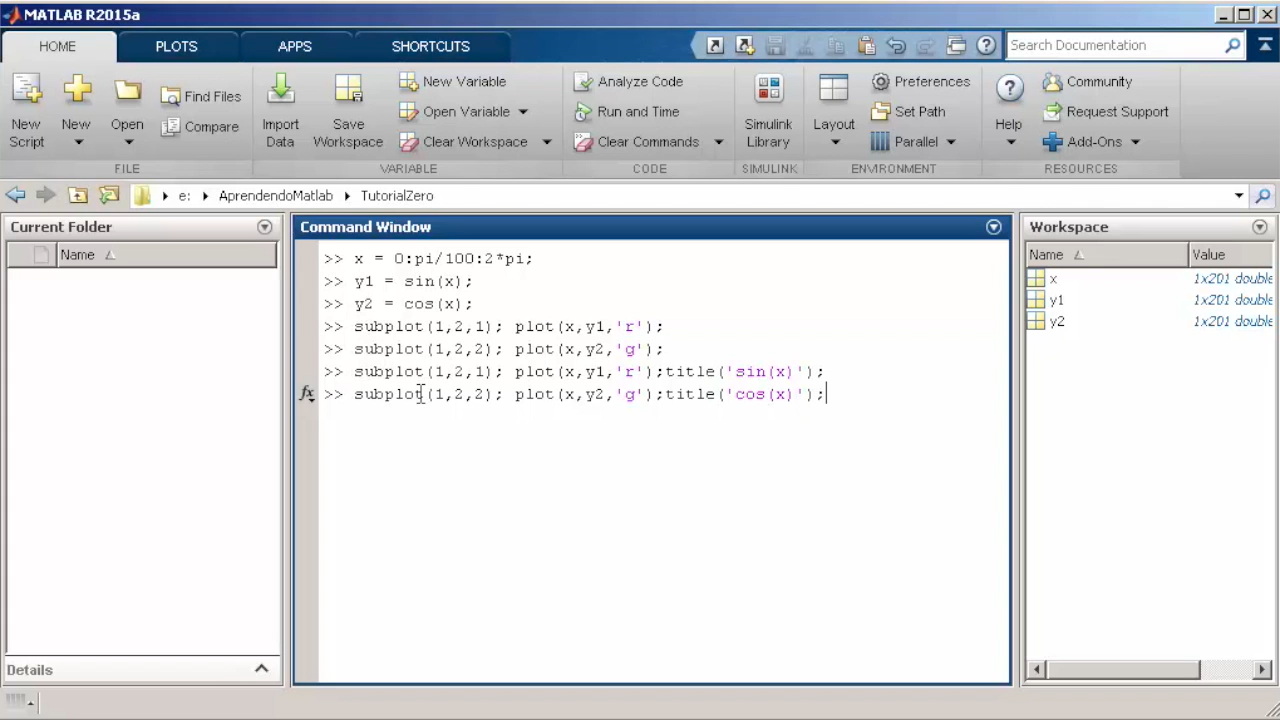 MATLAB R2015a
HOME PLOTS APPS SHORTCUTS Search Documentation
New Script
New
Open
Find Files
Compare
Import Data
Save Workspace
New Variable
Open Variable
Clear Workspace
Analyze Code
Run and Time
Clear Commands
Simulink Library
Layout
Preferences
Set Path
Parallel
Help
Community
Request Support
Add-Ons
FILE VARIABLE CODE SIMULINK ENVIRONMENT RESOURCES
e: AprendendoMatlab TutorialZero
Current Folder
Name
Details
Command Window
>> x = 0:pi/100:2*pi;
>> y1 = sin(x);
>> y2 = cos(x);
>> subplot(1,2,1); plot(x,y1,'r');
>> subplot(1,2,2); plot(x,y2,'g');
>> subplot(1,2,1); plot(x,y1,'r');title('sin(x)');
fx >> subplot(1,2,2); plot(x,y2,'g');title('cos(x)');
Workspace
Name Value
x 1x201 double
y1 1x201 double
y2 1x201 double